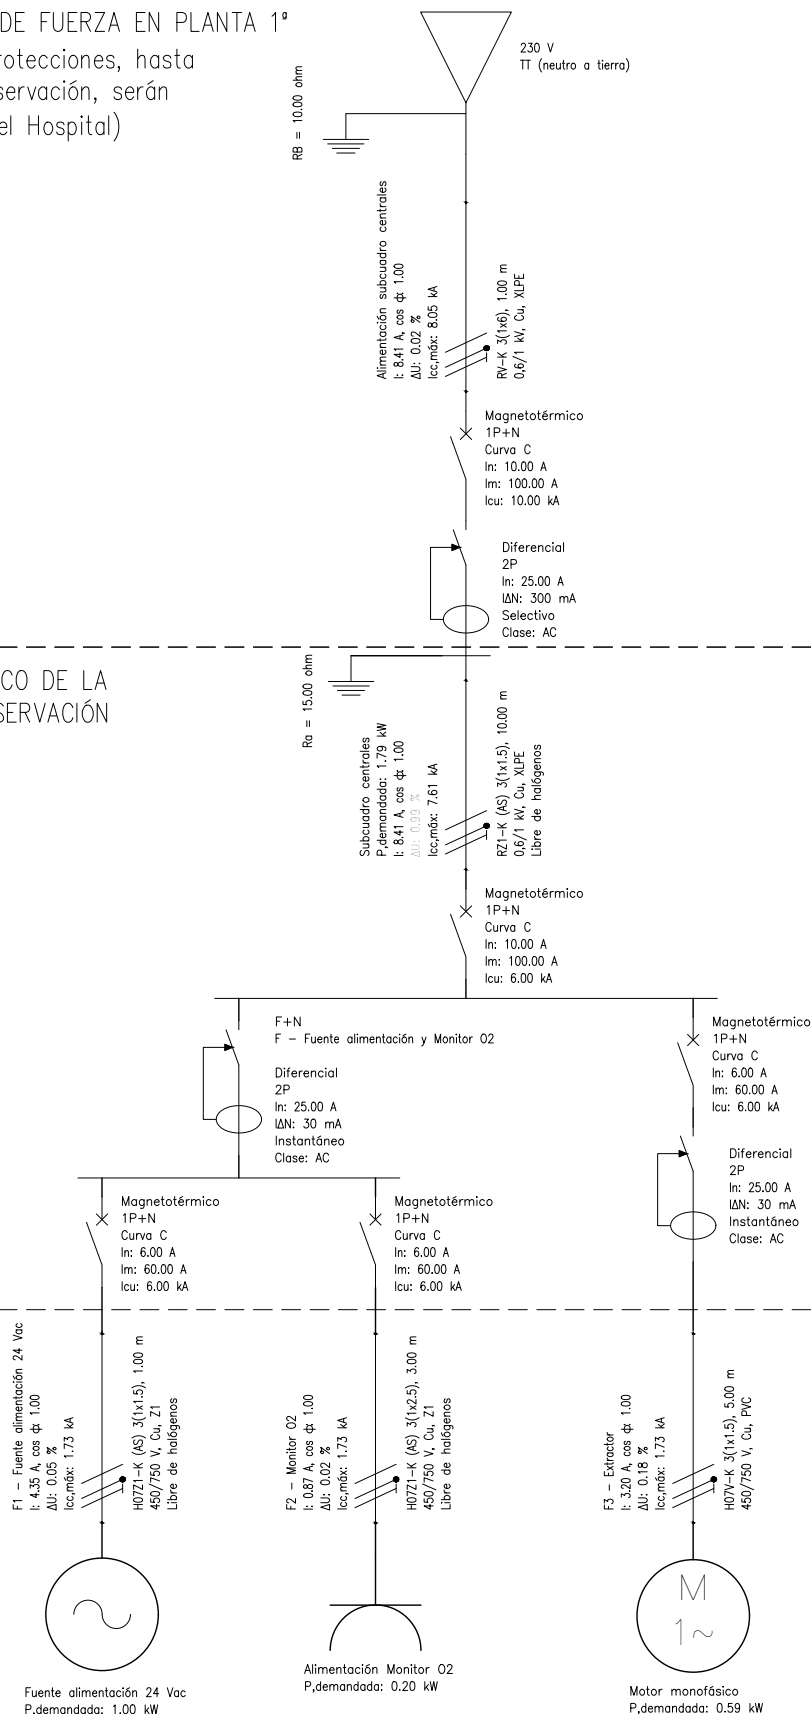 DE FUERZA EN PLANTA 1ª
rotecciones, hasta
servación, serán
el Hospital)
230 V
TT (neutro a tierra)
RB = 10.00 ohm
Alimentación subcuadro centrales
I: 8.41 A, cos φ: 1.00
ΔU: 0.02 %
Icc,máx: 8.05 kA
RV-K 3(1x6), 1.00 m
0,6/1 kV, Cu, XLPE
Magnetotérmico
1P+N
Curva C
In: 10.00 A
Im: 100.00 A
Icu: 10.00 kA
Diferencial
2P
In: 25.00 A
IΔN: 300 mA
Selectivo
Clase: AC
CO DE LA
SERVACIÓN
Ra = 15.00 ohm
Subcuadro centrales
P,demandada: 1.79 kW
I: 8.41 A, cos φ: 1.00
ΔU: 0.99 %
Icc,máx: 7.61 kA
RZ1-K (AS) 3(1x1.5), 10.00 m
0,6/1 kV, Cu, XLPE
Libre de halógenos
Magnetotérmico
1P+N
Curva C
In: 10.00 A
Im: 100.00 A
Icu: 6.00 kA
F+N
F - Fuente alimentación y Monitor O2
Diferencial
2P
In: 25.00 A
IΔN: 30 mA
Instantáneo
Clase: AC
Magnetotérmico
1P+N
Curva C
In: 6.00 A
Im: 60.00 A
Icu: 6.00 kA
Diferencial
2P
In: 25.00 A
IΔN: 30 mA
Instantáneo
Clase: AC
Magnetotérmico
1P+N
Curva C
In: 6.00 A
Im: 60.00 A
Icu: 6.00 kA
Magnetotérmico
1P+N
Curva C
In: 6.00 A
Im: 60.00 A
Icu: 6.00 kA
F1 - Fuente alimentación 24 Vac
I: 4.35 A, cos φ: 1.00
ΔU: 0.05 %
Icc,máx: 1.73 kA
H07Z1-K (AS) 3(1x1.5), 1.00 m
450/750 V, Cu, Z1
Libre de halógenos
F2 - Monitor O2
I: 0.87 A, cos φ: 1.00
ΔU: 0.02 %
Icc,máx: 1.73 kA
H07Z1-K (AS) 3(1x2.5), 3.00 m
450/750 V, Cu, Z1
Libre de halógenos
F3 - Extractor
I: 3.20 A, cos φ: 1.00
ΔU: 0.18 %
Icc,máx: 1.73 kA
H07V-K 3(1x1.5), 5.00 m
450/750 V, Cu, PVC
M
1~
Fuente alimentación 24 Vac
P,demandada: 1.00 kW
Alimentación Monitor O2
P,demandada: 0.20 kW
Motor monofásico
P,demandada: 0.59 kW